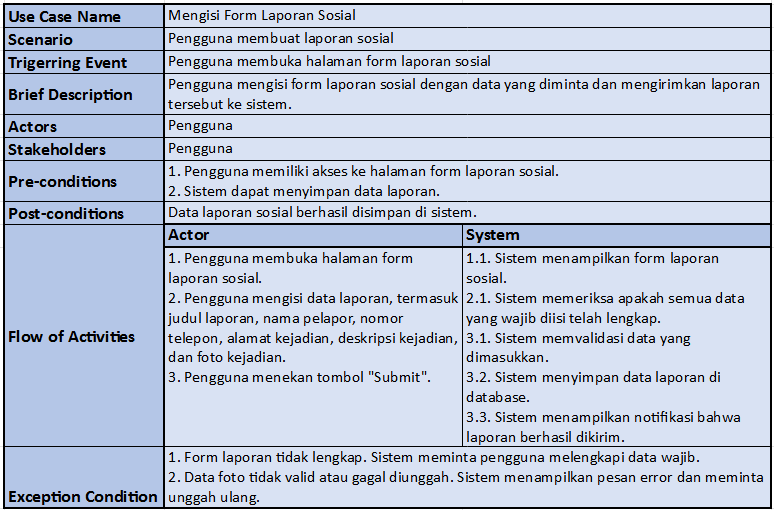 Use Case Name Mengisi Form Laporan Sosial
Scenario Pengguna membuat laporan sosial
Trigerring Event Pengguna membuka halaman form laporan sosial
Brief Description Pengguna mengisi form laporan sosial dengan data yang diminta dan mengirimkan laporan
tersebut ke sistem.
Actors Pengguna
Stakeholders Pengguna
Pre-conditions 1. Pengguna memiliki akses ke halaman form laporan sosial.
2. Sistem dapat menyimpan data laporan.
Post-conditions Data laporan sosial berhasil disimpan di sistem.
Flow of Activities
Actor
1. Pengguna membuka halaman form
laporan sosial.
2. Pengguna mengisi data laporan, termasuk
judul laporan, nama pelapor, nomor
telepon, alamat kejadian, deskripsi kejadian,
dan foto kejadian.
3. Pengguna menekan tombol "Submit".
System
1.1. Sistem menampilkan form laporan
sosial.
2.1. Sistem memeriksa apakah semua data
yang wajib diisi telah lengkap.
3.1. Sistem memvalidasi data yang
dimasukkan.
3.2. Sistem menyimpan data laporan di
database.
3.3. Sistem menampilkan notifikasi bahwa
laporan berhasil dikirim.
Exception Condition
1. Form laporan tidak lengkap. Sistem meminta pengguna melengkapi data wajib.
2. Data foto tidak valid atau gagal diunggah. Sistem menampilkan pesan error dan meminta
unggah ulang.